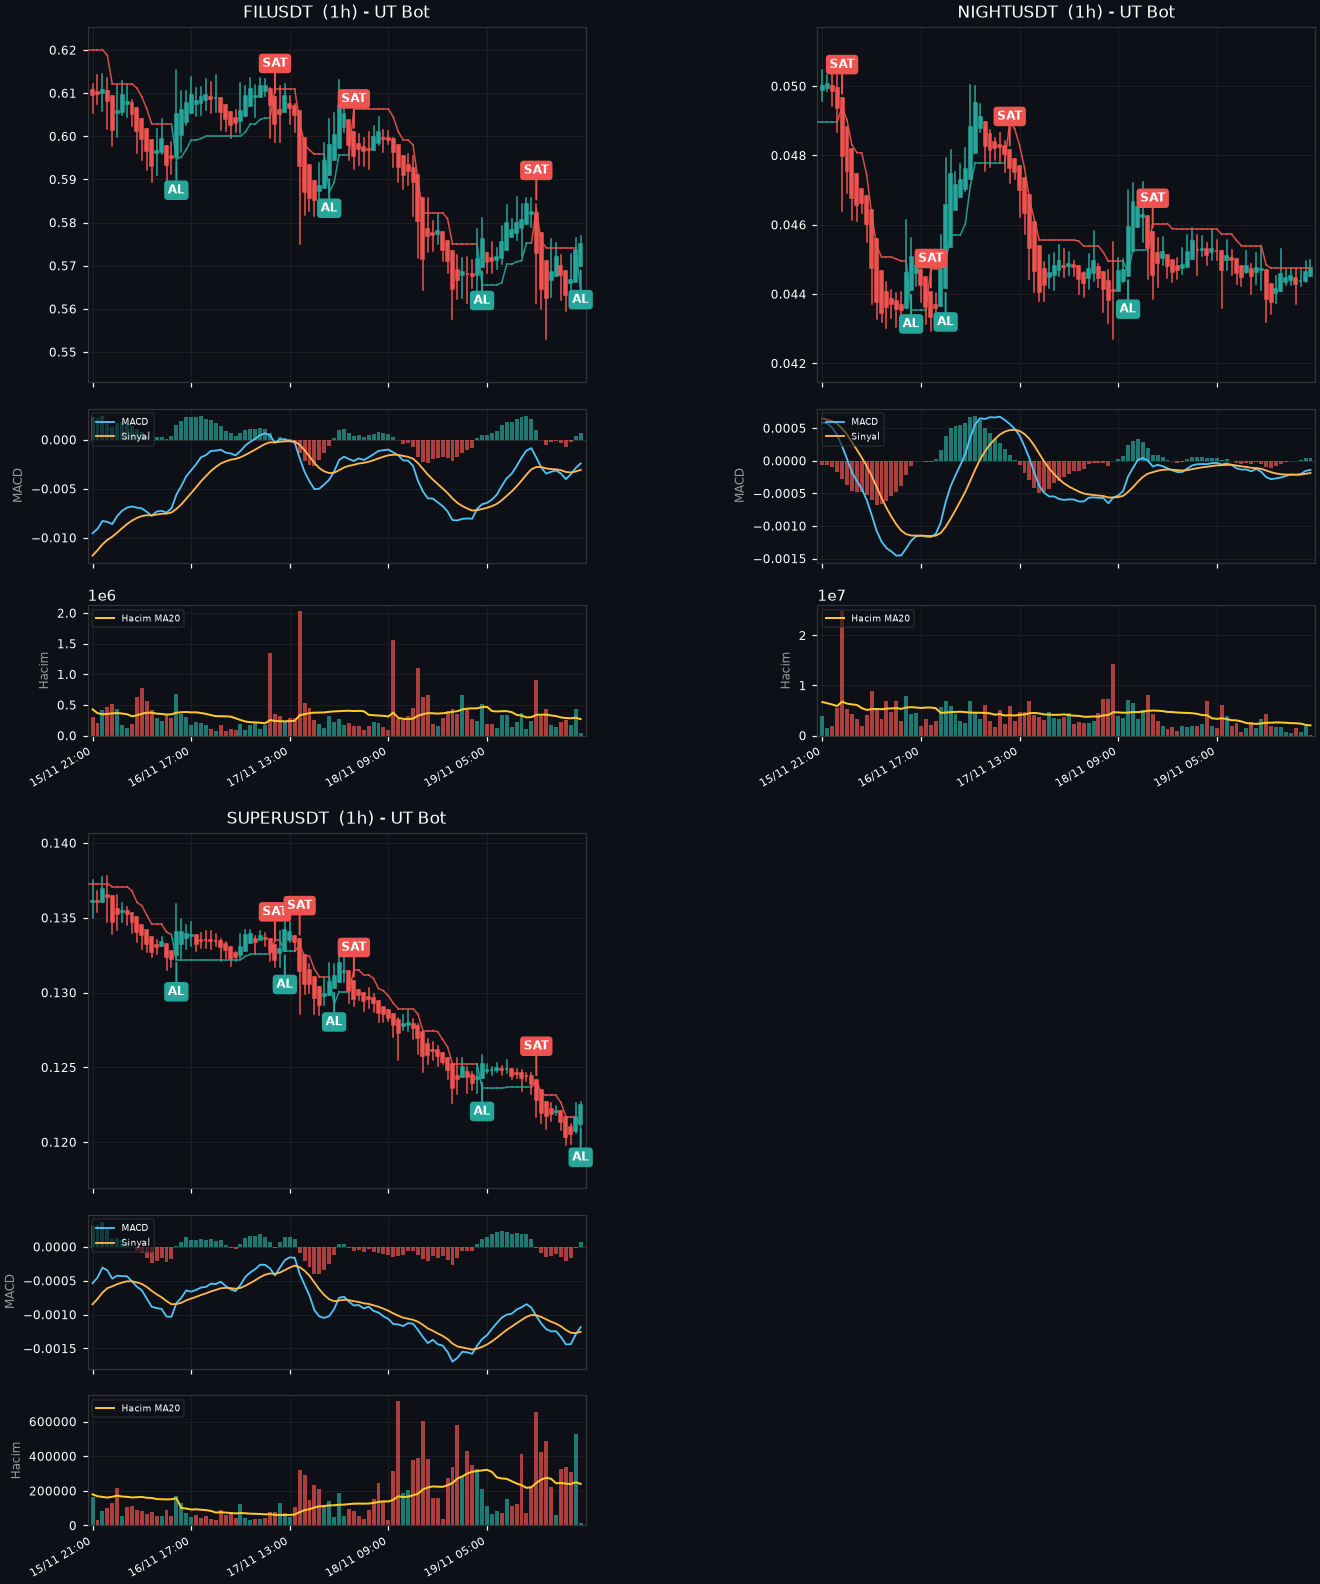 FILUSDT  (1h) - UT Bot
0.62
0.61
0.60
0.59
0.58
0.57
0.56
0.55
SAT
SAT
SAT
AL
AL
AL
AL
MACD
0.000
−0.005
−0.010
MACD
Sinyal
1e6
Hacim
2.0
1.5
1.0
0.5
0.0
Hacim MA20
15/11 21:00
16/11 17:00
17/11 13:00
18/11 09:00
19/11 05:00
NIGHTUSDT  (1h) - UT Bot
0.050
0.048
0.046
0.044
0.042
SAT
SAT
SAT
SAT
AL
AL
AL
MACD
0.0005
0.0000
−0.0005
−0.0010
−0.0015
MACD
Sinyal
1e7
Hacim
2
1
0
Hacim MA20
15/11 21:00
16/11 17:00
17/11 13:00
18/11 09:00
19/11 05:00
SUPERUSDT  (1h) - UT Bot
0.140
0.135
0.130
0.125
0.120
SAT
SAT
SAT
SAT
AL
AL
AL
AL
AL
MACD
0.0000
−0.0005
−0.0010
−0.0015
MACD
Sinyal
Hacim
600000
400000
200000
0
Hacim MA20
15/11 21:00
16/11 17:00
17/11 13:00
18/11 09:00
19/11 05:00